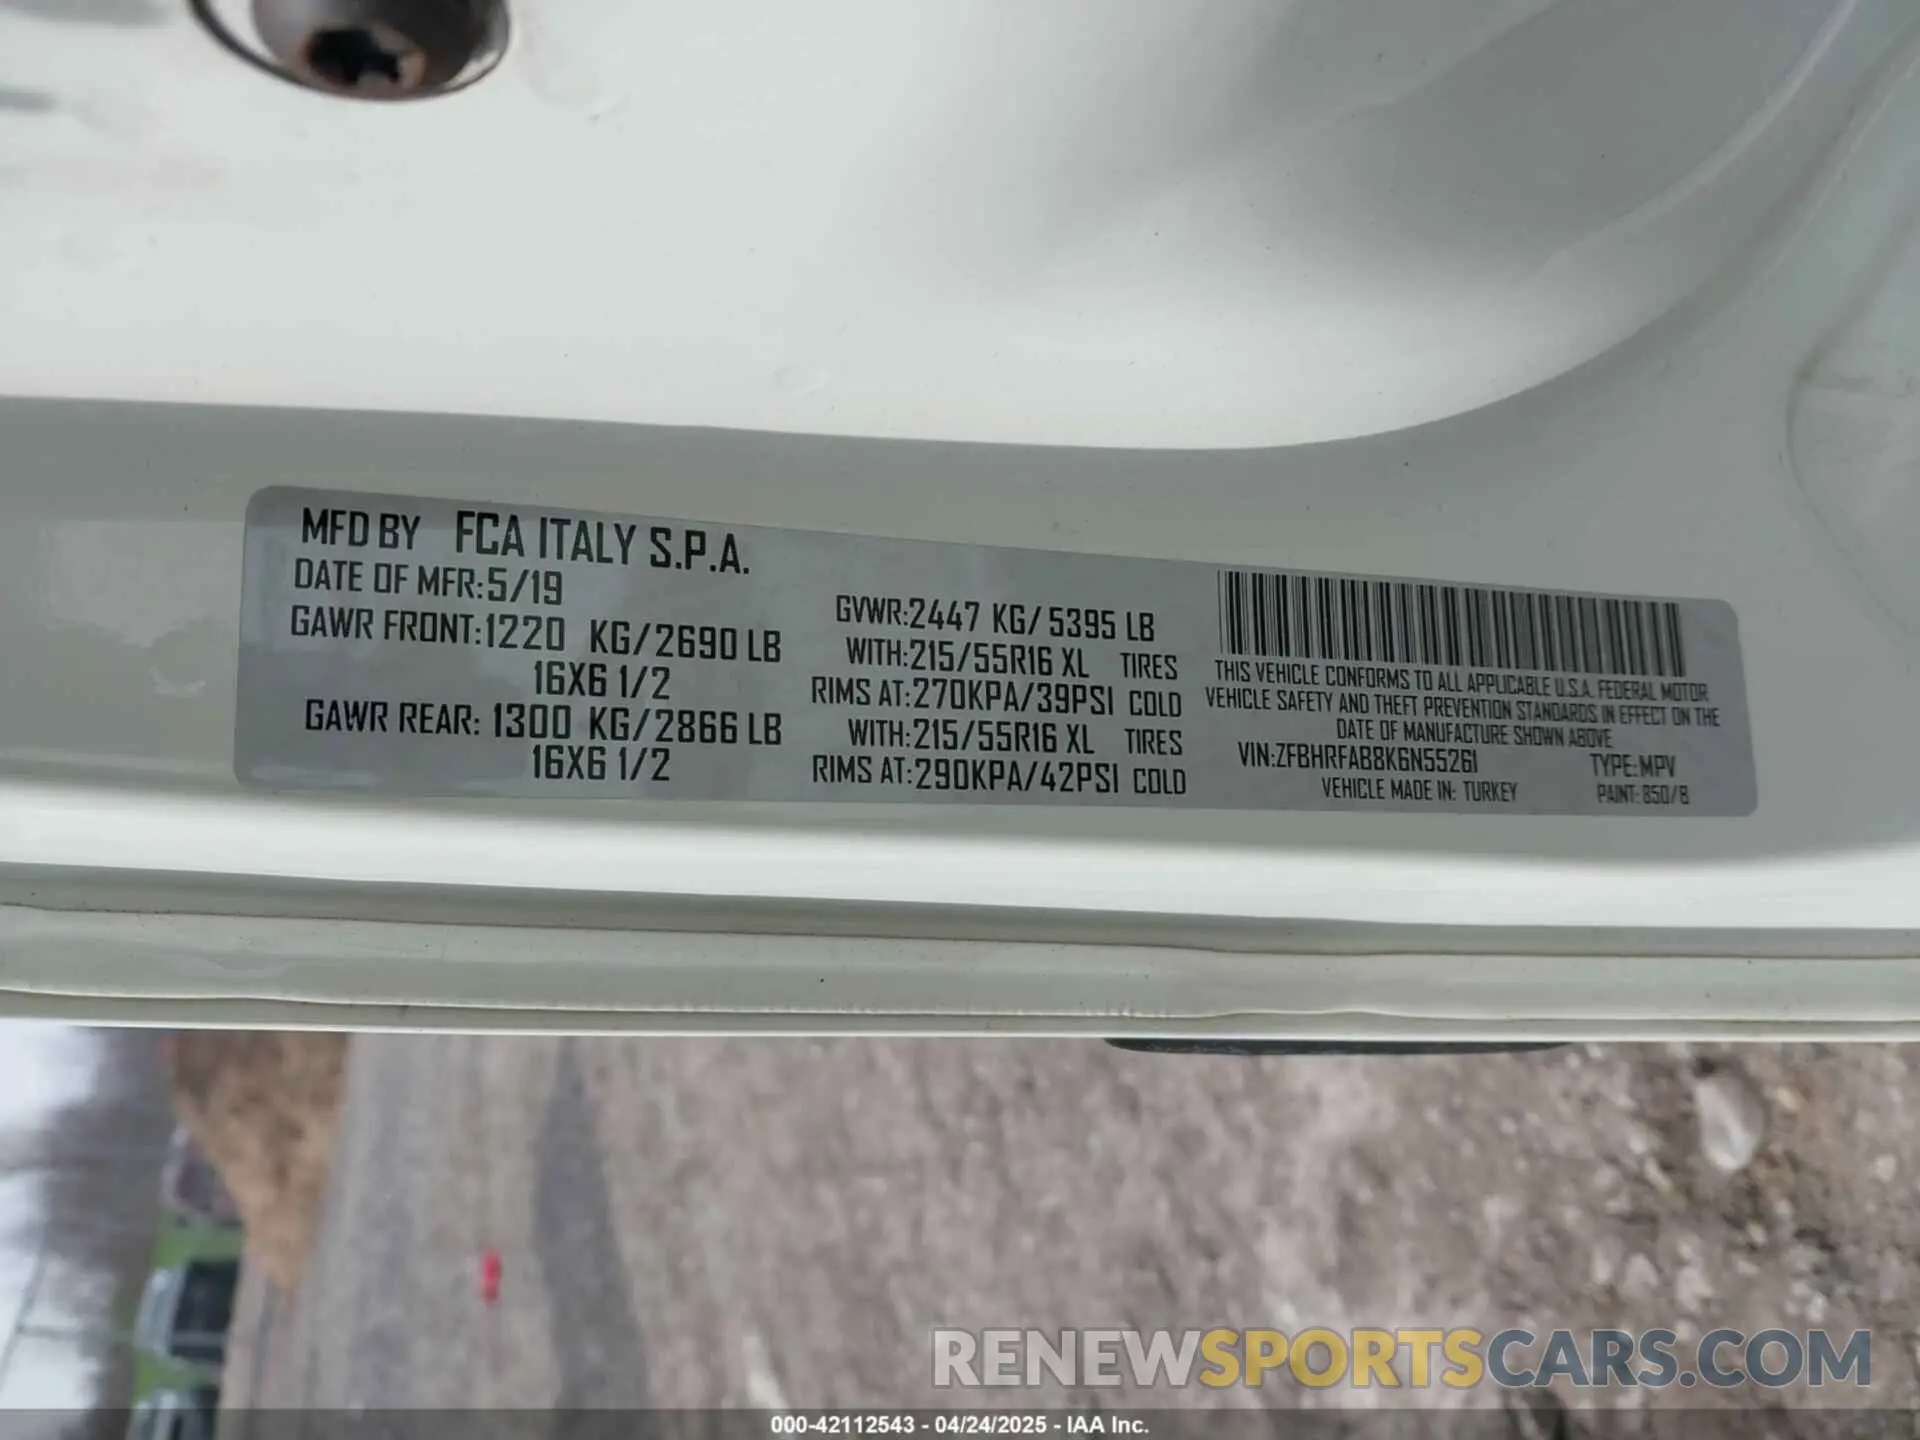 MFD BY FCA ITALY S.P.A.
DATE OF MFR:5/19
GAWR FRONT:1220 KG/2690 LB
16X6 1/2
GAWR REAR: 1300 KG/2866 LB
16X6 1/2
GVWR:2447 KG/ 5395 LB
WITH:215/55R16 XL TIRES
RIMS AT:270KPA/39PSI COLD
WITH:215/55R16 XL TIRES
RIMS AT:290KPA/42PSI COLD
THIS VEHICLE CONFORMS TO ALL APPLICABLE U.S.A. FEDERAL MOTOR
VEHICLE SAFETY AND THEFT PREVENTION STANDARDS IN EFFECT ON THE
DATE OF MANUFACTURE SHOWN ABOVE
VIN:ZFBHRFAB8K6N55261 TYPE:MPV
VEHICLE MADE IN: TURKEY PAINT: 850/8
RENEWSPORTSCARS.COM
000-42112543 - 04/24/2025 - IAA Inc.